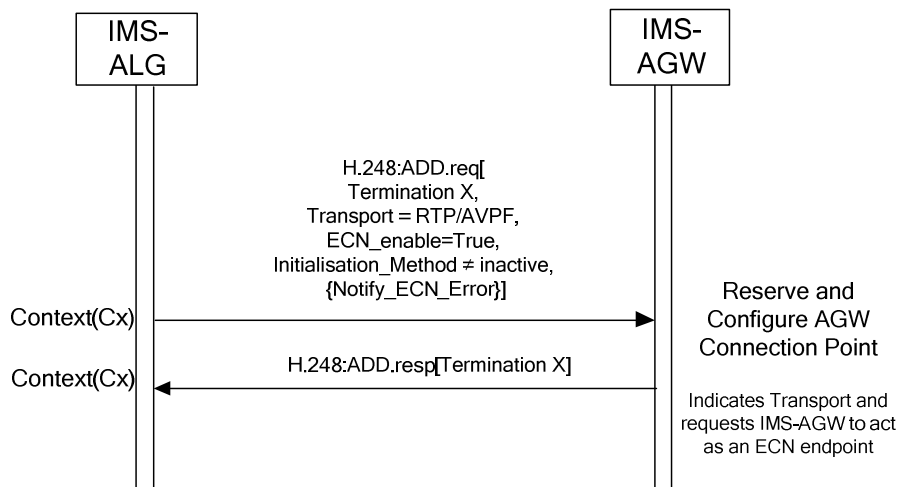 IMS-
ALG
IMS-
AGW
H.248:ADD.req[
Termination X,
Transport = RTP/AVPF,
ECN_enable=True,
Initialisation_Method ≠ inactive,
{Notify_ECN_Error}]
Context(Cx)
Reserve and
Configure AGW
Connection Point
H.248:ADD.resp[Termination X]
Context(Cx)
Indicates Transport and
requests IMS-AGW to act
as an ECN endpoint